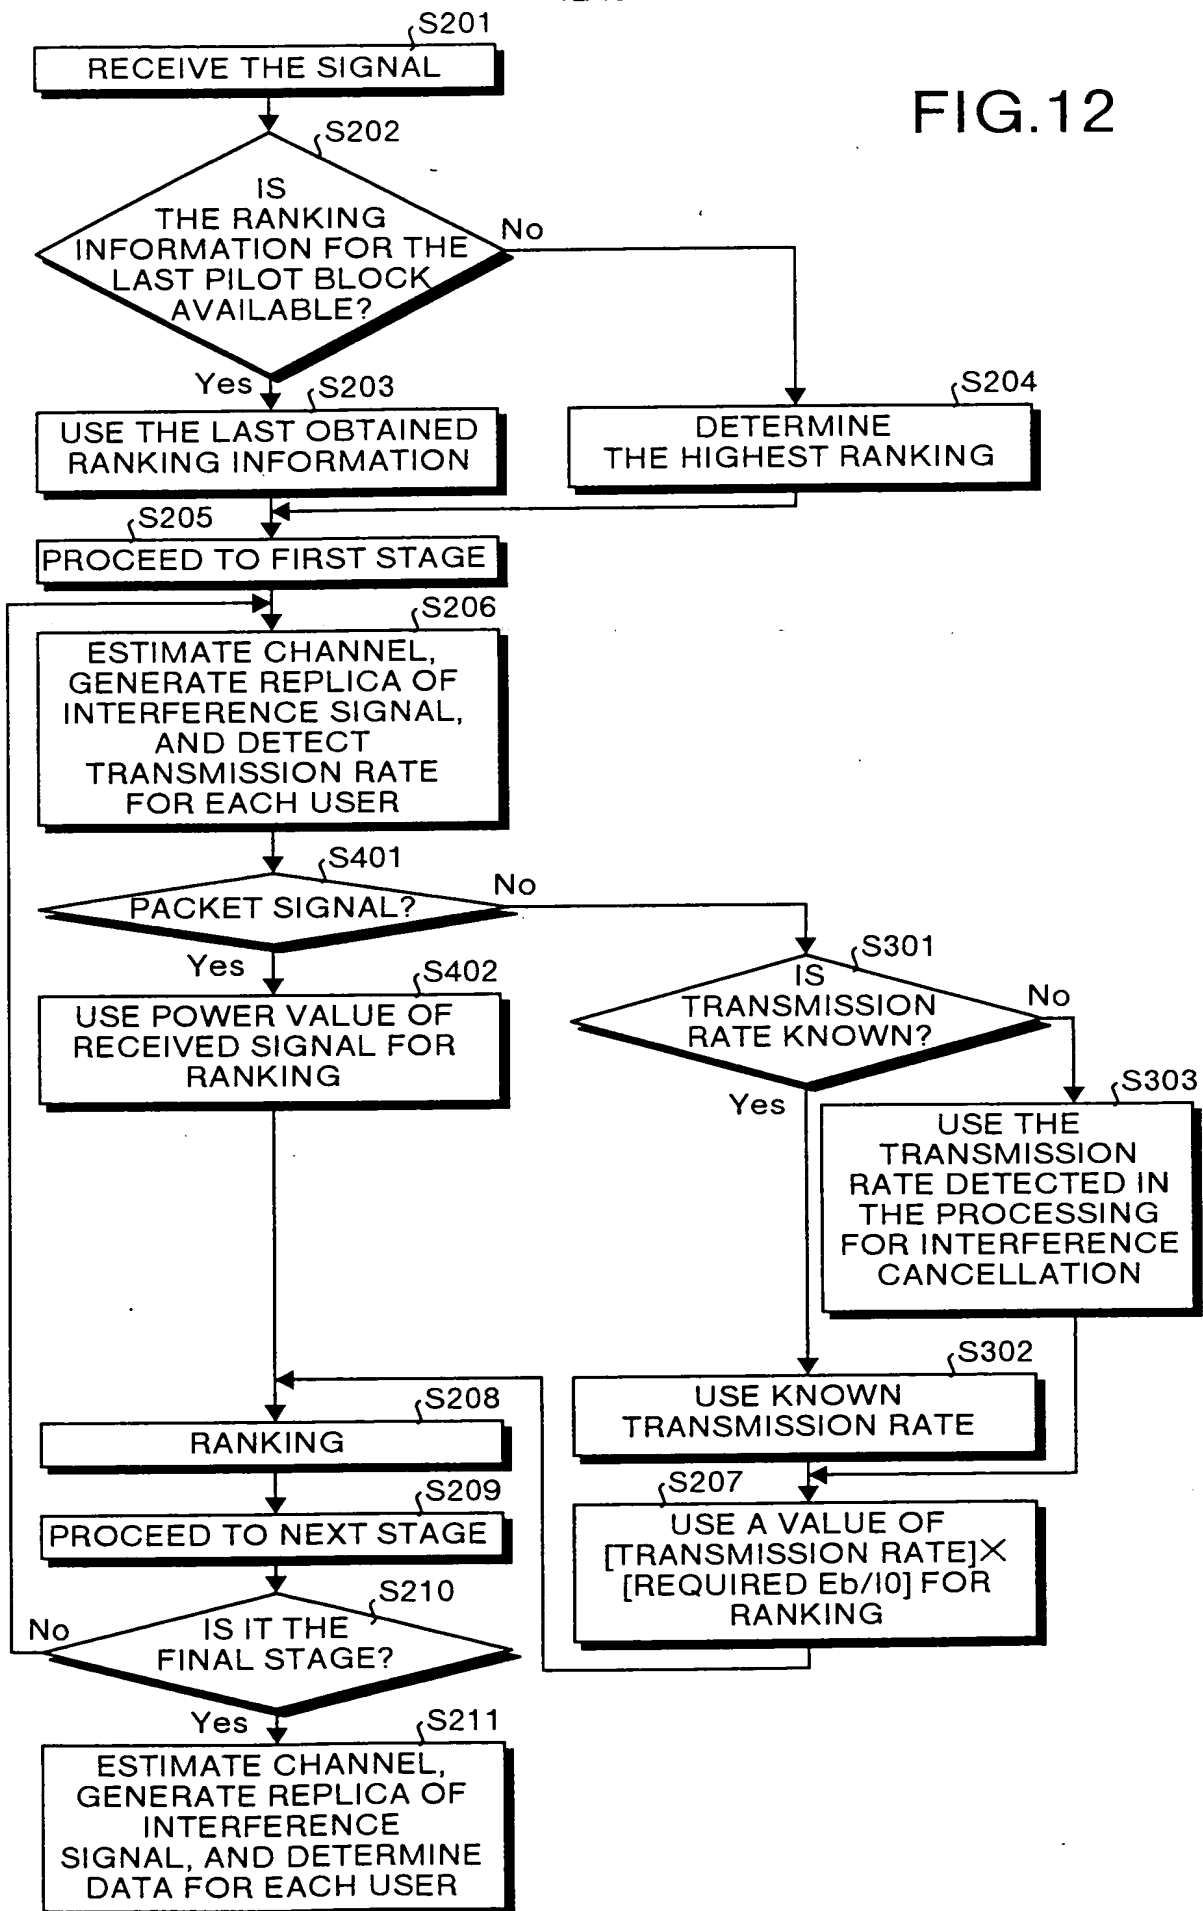 FIG.12
S201
RECEIVE THE SIGNAL
S202
IS
THE RANKING
INFORMATION FOR THE
LAST PILOT BLOCK
AVAILABLE?
No
Yes
S203
USE THE LAST OBTAINED
RANKING INFORMATION
S204
DETERMINE
THE HIGHEST RANKING
S205
PROCEED TO FIRST STAGE
S206
ESTIMATE CHANNEL,
GENERATE REPLICA OF
INTERFERENCE SIGNAL,
AND DETECT
TRANSMISSION RATE
FOR EACH USER
S401
PACKET SIGNAL?
No
Yes
S402
USE POWER VALUE OF
RECEIVED SIGNAL FOR
RANKING
S301
IS
TRANSMISSION
RATE KNOWN?
No
Yes
S303
USE THE
TRANSMISSION
RATE DETECTED IN
THE PROCESSING
FOR INTERFERENCE
CANCELLATION
S302
USE KNOWN
TRANSMISSION RATE
S207
USE A VALUE OF
[TRANSMISSION RATE]×
[REQUIRED Eb/I0] FOR
RANKING
S208
RANKING
S209
PROCEED TO NEXT STAGE
S210
IS IT THE
FINAL STAGE?
No
Yes
S211
ESTIMATE CHANNEL,
GENERATE REPLICA OF
INTERFERENCE
SIGNAL, AND DETERMINE
DATA FOR EACH USER